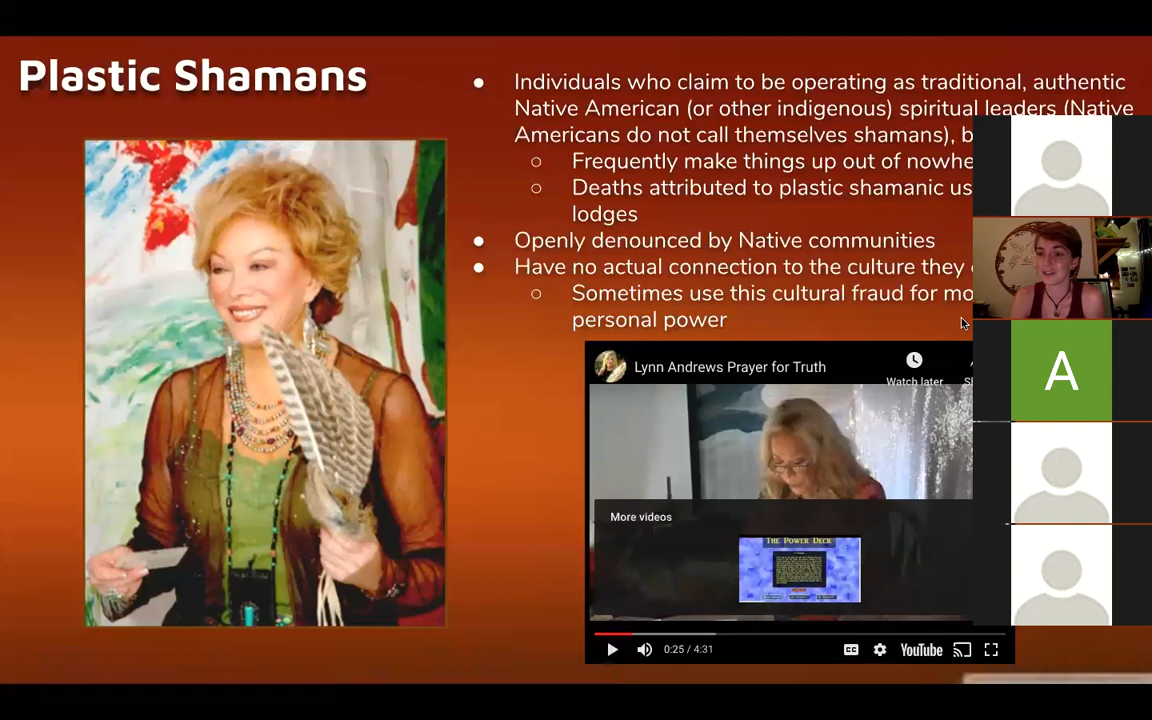 Plastic Shamans
● Individuals who claim to be operating as traditional, authentic
Native American (or other indigenous) spiritual leaders (Native
Americans do not call themselves shamans), b
○ Frequently make things up out of nowhe
○ Deaths attributed to plastic shamanic us
lodges
● Openly denounced by Native communities
● Have no actual connection to the culture they
○ Sometimes use this cultural fraud for mo
personal power
Lynn Andrews Prayer for Truth
Watch later
A
More videos
THE POWER DECK
0:25 / 4:31
CC
YouTube